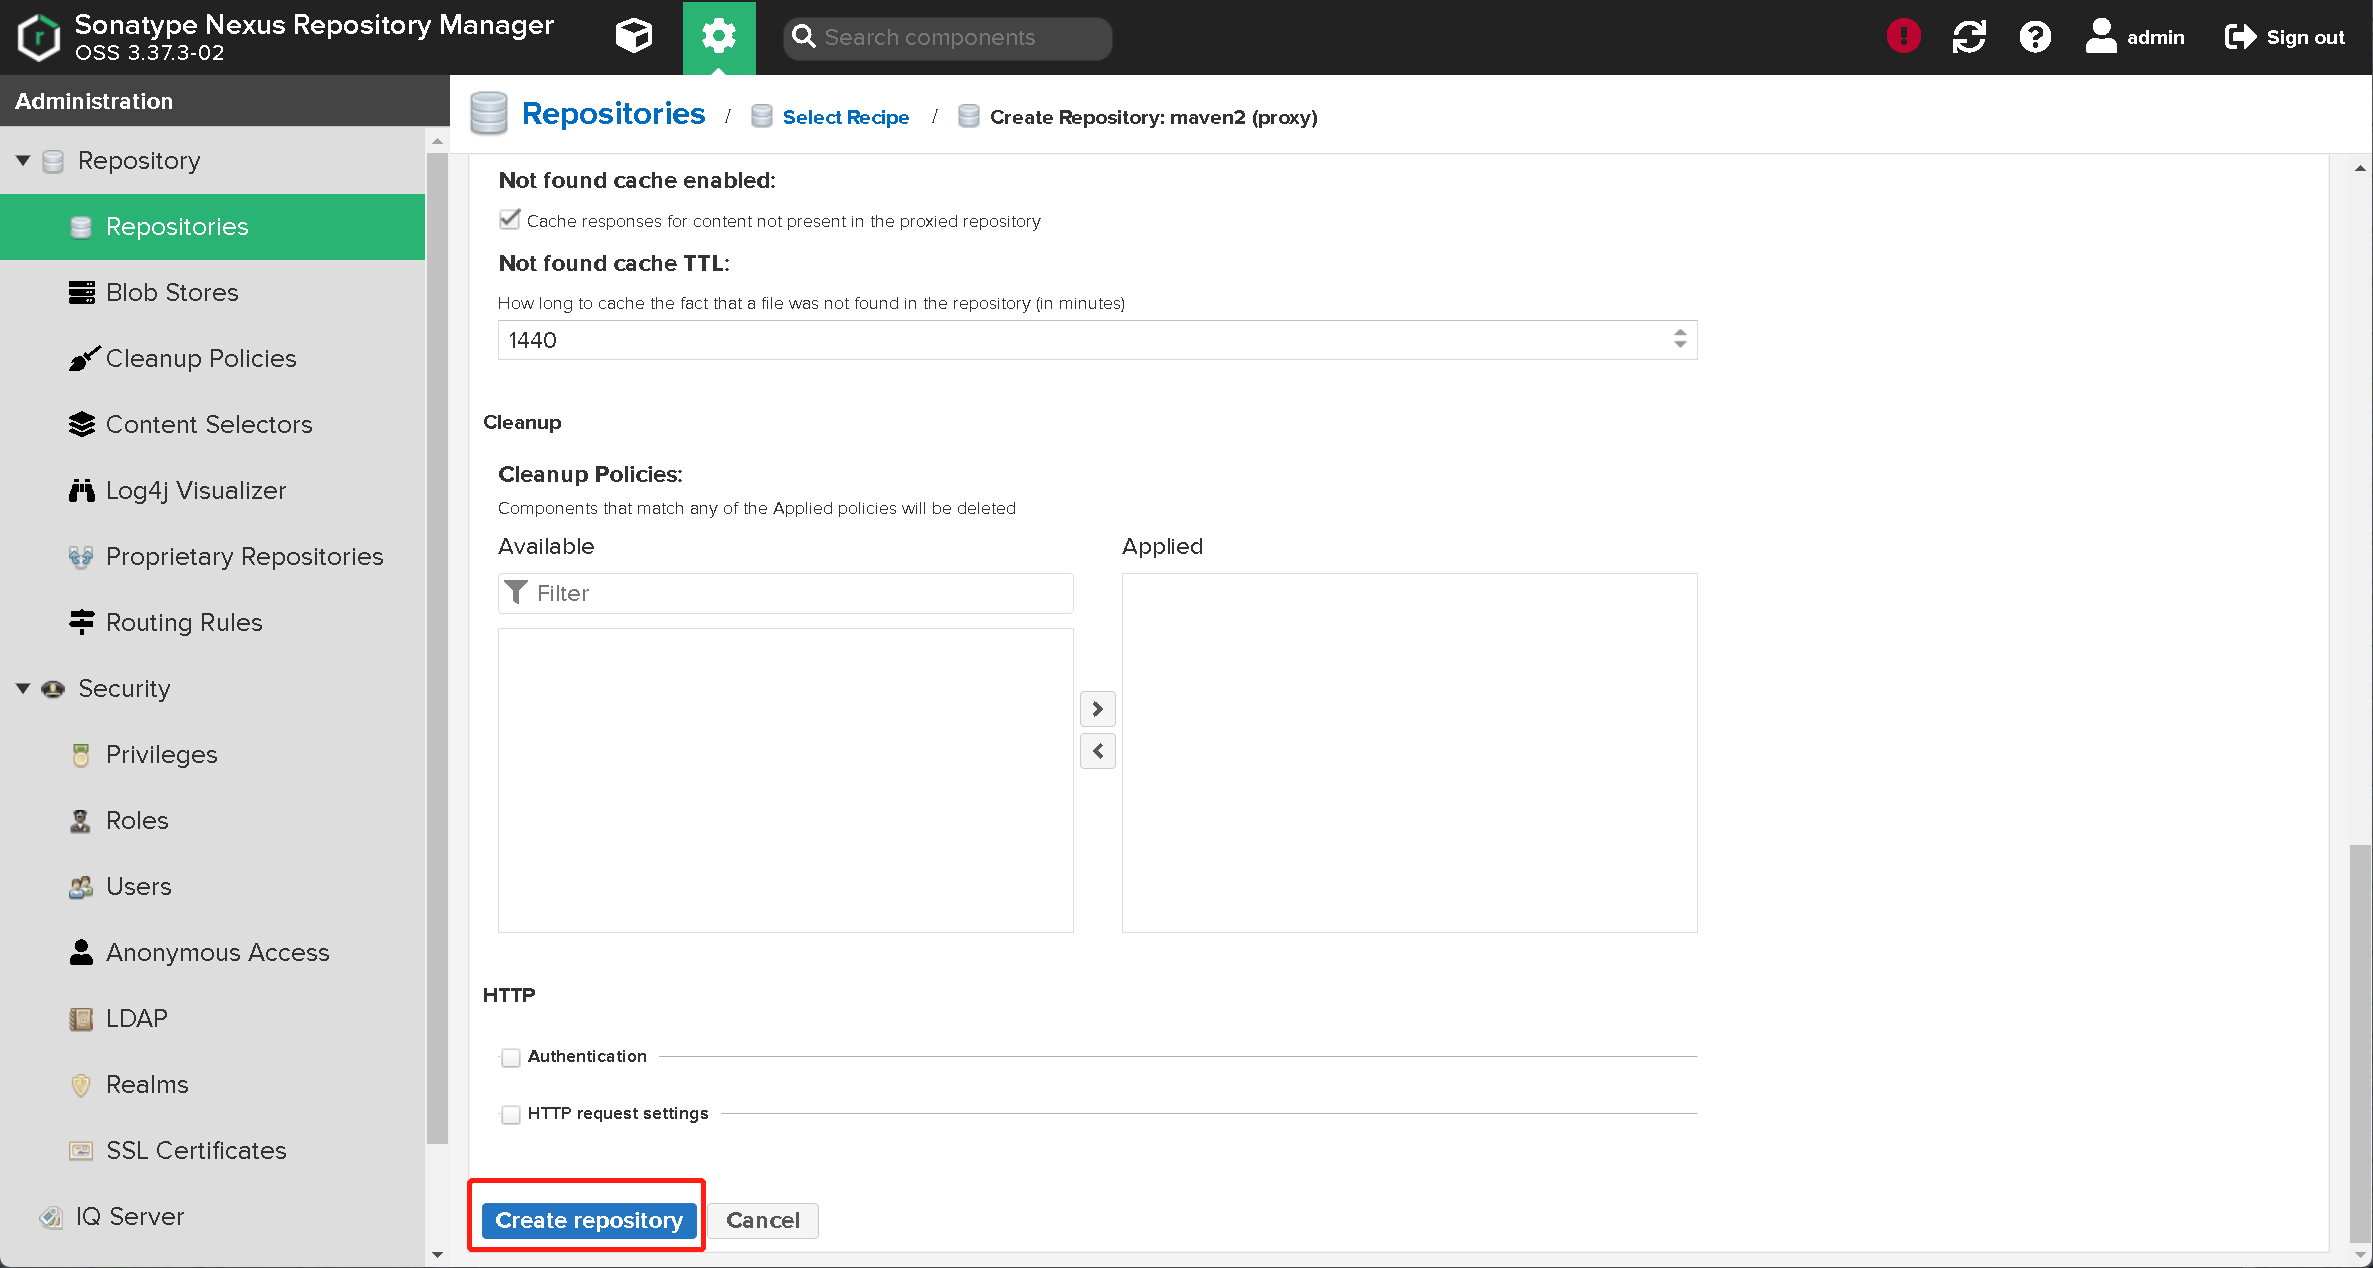 Sonatype Nexus Repository Manager
OSS 3.37.3-02
Search components
admin
Sign out
Administration
Repository
Repositories
Blob Stores
Cleanup Policies
Content Selectors
Log4j Visualizer
Proprietary Repositories
Routing Rules
Security
Privileges
Roles
Users
Anonymous Access
LDAP
Realms
SSL Certificates
IQ Server
Repositories / Select Recipe / Create Repository: maven2 (proxy)
Not found cache enabled:
Cache responses for content not present in the proxied repository
Not found cache TTL:
How long to cache the fact that a file was not found in the repository (in minutes)
1440
Cleanup
Cleanup Policies:
Components that match any of the Applied policies will be deleted
Available
Applied
Filter
HTTP
Authentication
HTTP request settings
Create repository
Cancel